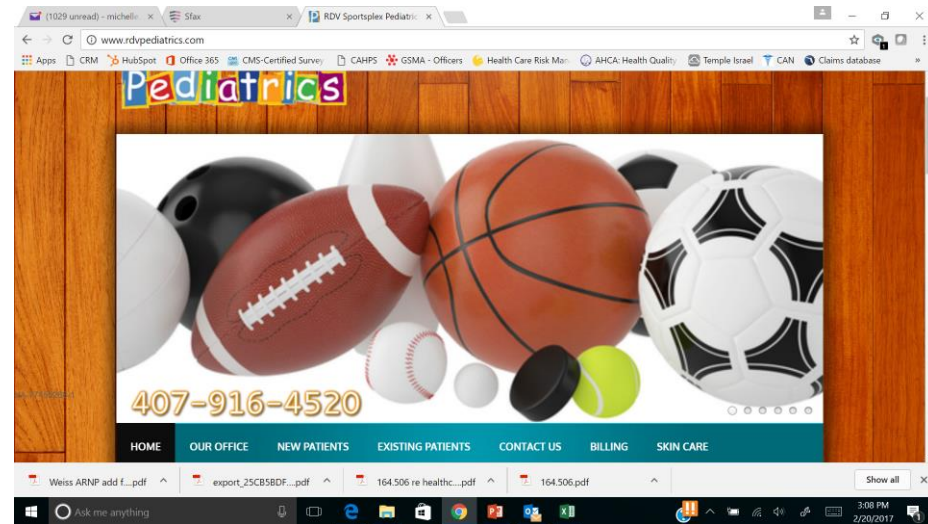 (1029 unread) - michelle
Sfax
RDV Sportsplex Pediatric
www.rdvpediatrics.com
Apps CRM HubSpot Office 365 CMS-Certified Survey CAHPS GSMA - Officers Health Care Risk Man AHCA: Health Quality Temple Israel CAN Claims database »
Pediatrics
407-916-4520
HOME OUR OFFICE NEW PATIENTS EXISTING PATIENTS CONTACT US BILLING SKIN CARE
Weiss ARNP add f....pdf export_25CB5BDF....pdf 164.506 re healthc....pdf 164.506.pdf Show all
Ask me anything
3:08 PM
2/20/2017